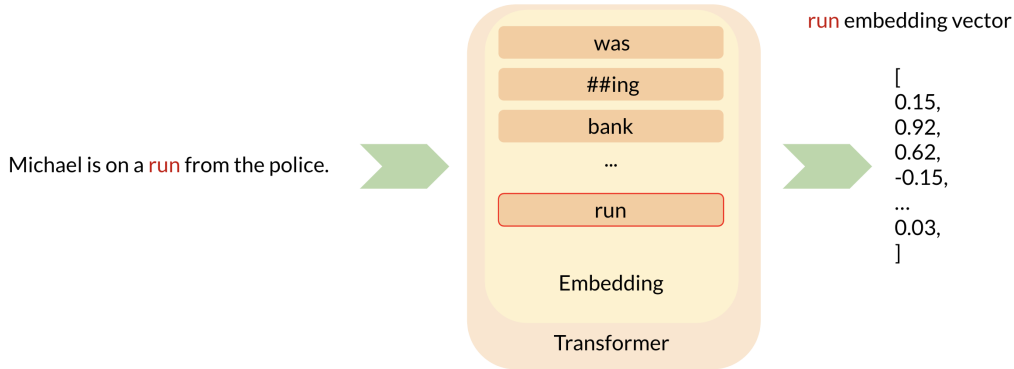 Michael is on a run from the police.
was
##ing
bank
...
run
Embedding
Transformer
run embedding vector
[
0.15,
0.92,
0.62,
-0.15,
...
0.03,
]